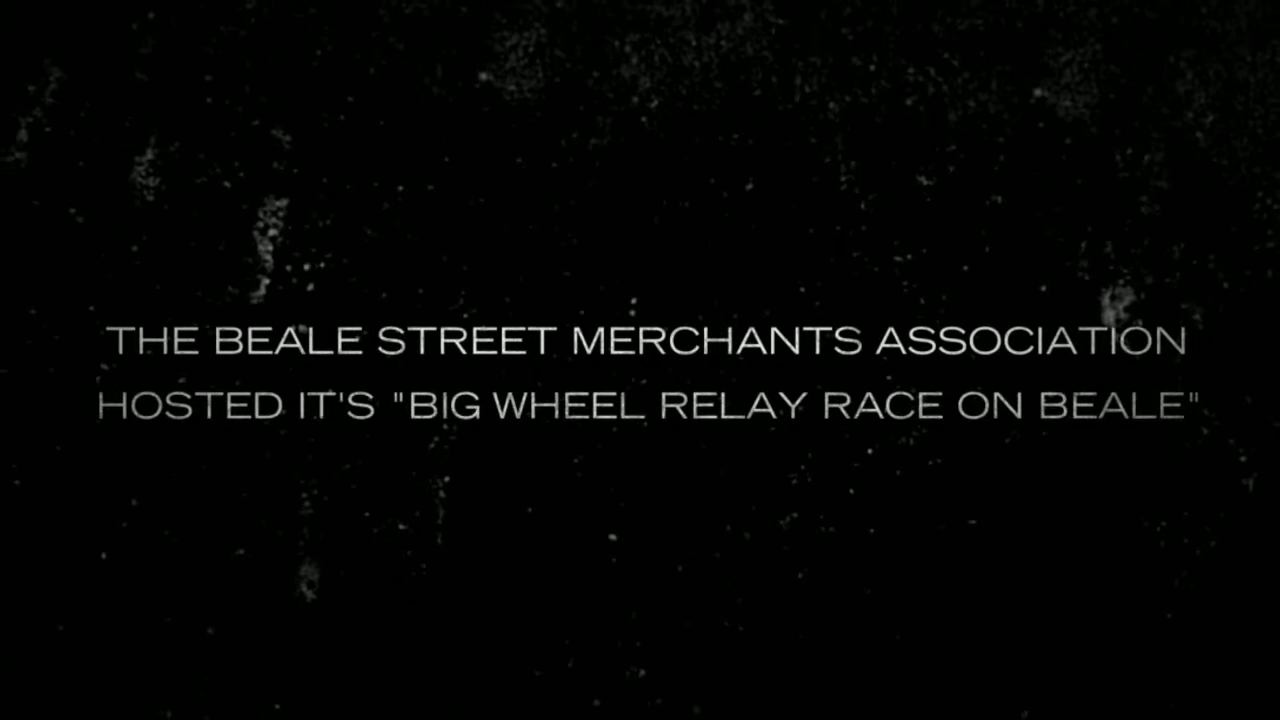 THE BEALE STREET MERCHANTS ASSOCIATION
HOSTED IT'S "BIG WHEEL RELAY RACE ON BEALE"